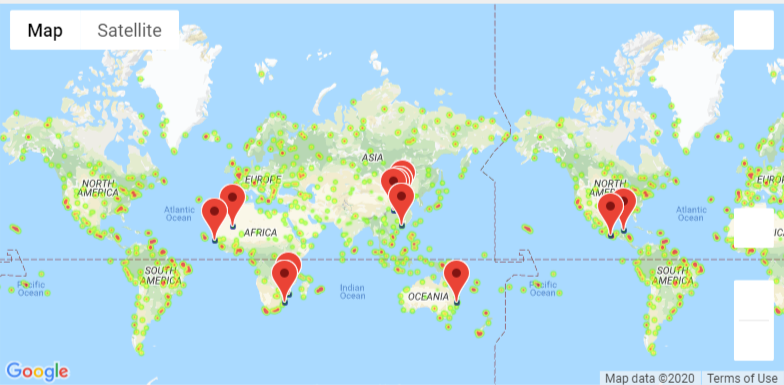 Map Satellite
ASIA
NORTH
AMERICA
EUROPE
NORTH
AMERICA
Atlantic
Ocean
AFRICA
Atlantic
Ocean
SOUTH
AMERICA
SOUTH
AMERICA
Pacific
Ocean
Indian
Ocean
OCEANIA
Pacific
Ocean
Google
Map data ©2020 Terms of Use